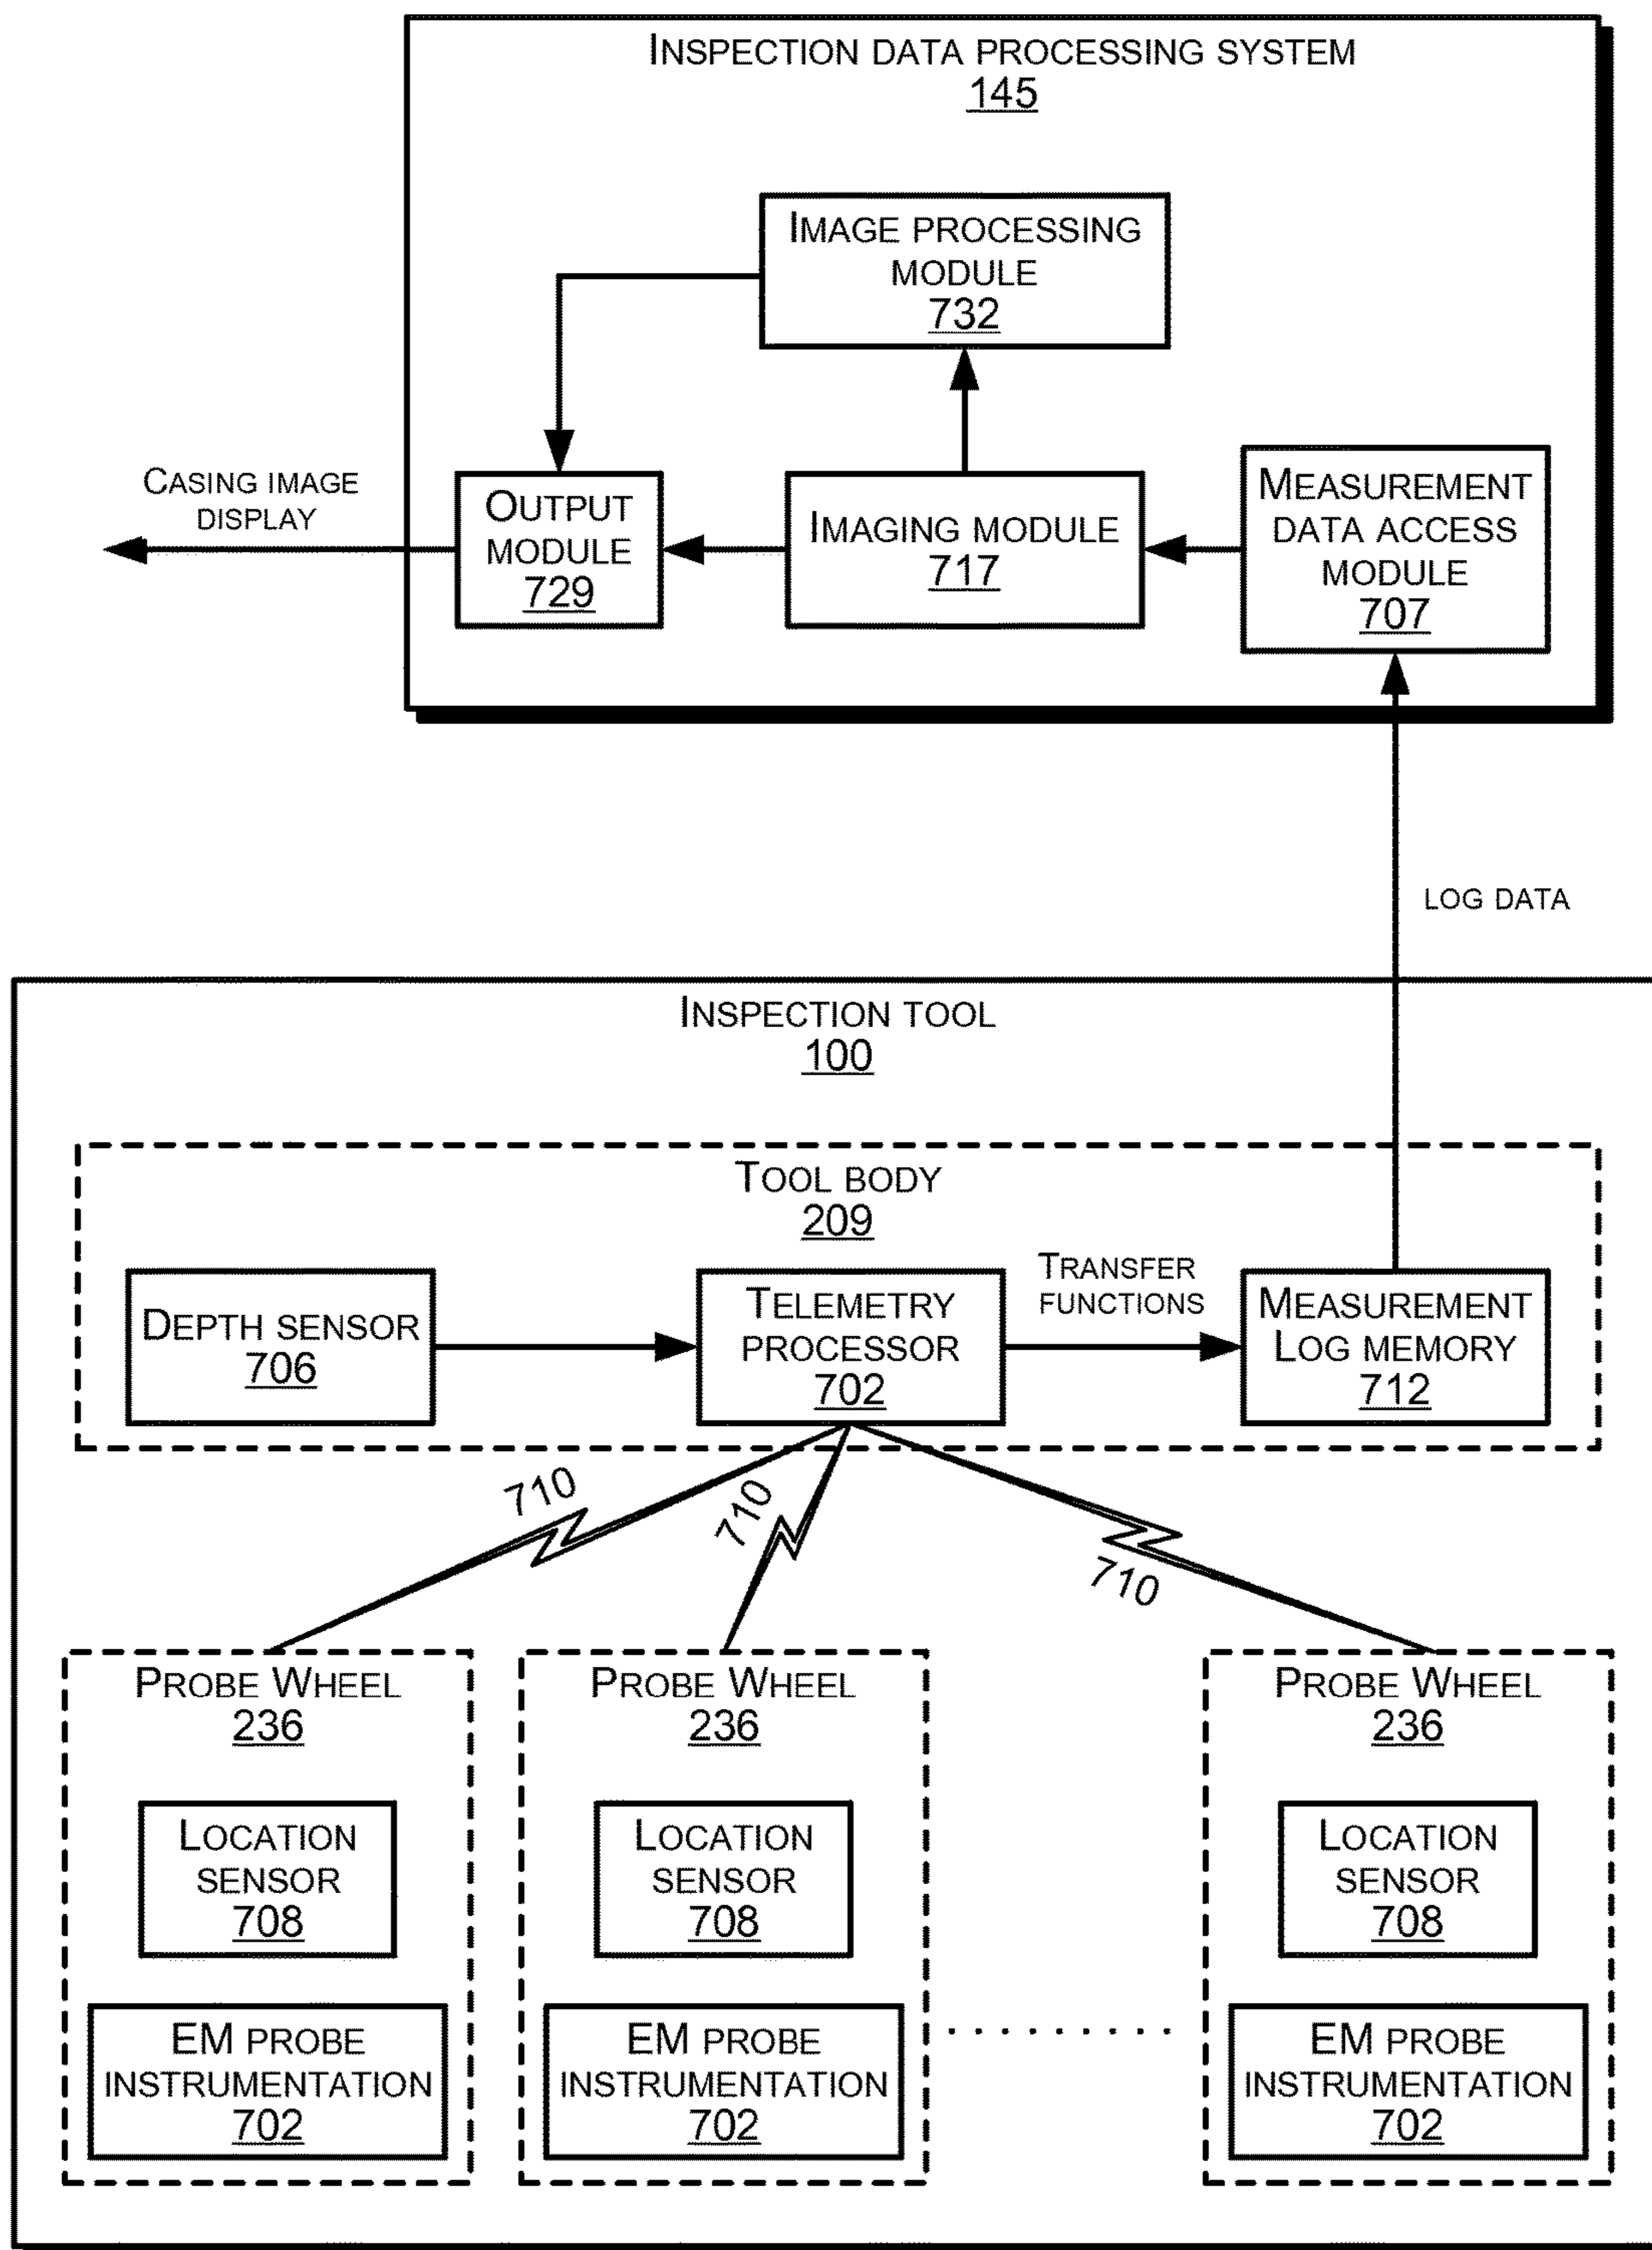 Inspection data processing system
145
Image processing
module
732
Casing image
display
Output
module
729
Imaging module
717
Measurement
data access
module
707
log data
Inspection tool
100
Tool body
209
Depth sensor
706
Telemetry
processor
702
Transfer
functions
Measurement
Log memory
712
710
710
710
Probe Wheel
236
Location
sensor
708
EM probe
instrumentation
702
Probe Wheel
236
Location
sensor
708
EM probe
instrumentation
702
. . . . . . . . .
Probe Wheel
236
Location
sensor
708
EM probe
instrumentation
702